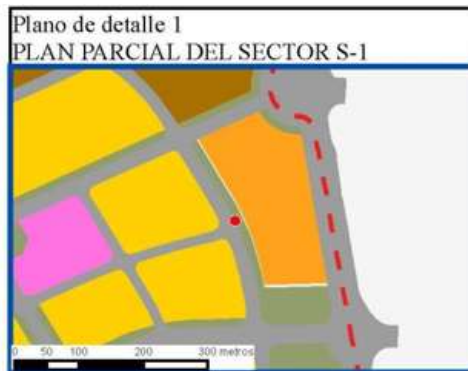 Plano de detalle 1
PLAN PARCIAL DEL SECTOR S-1
0 50 100 200 300 metros